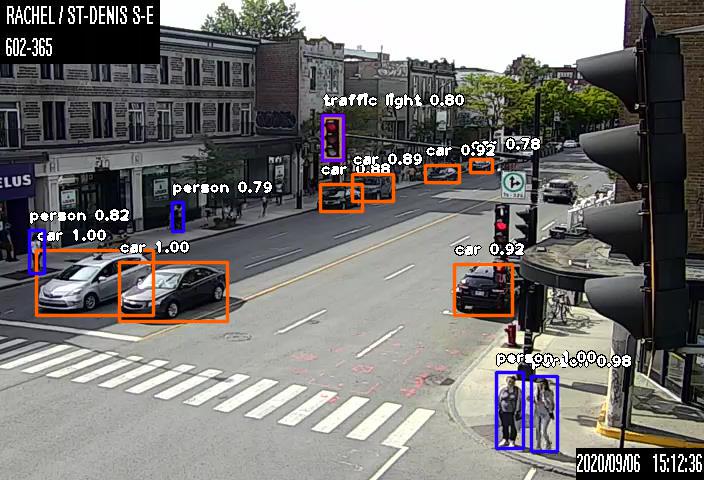 RACHEL / ST-DENIS S-E
602-365
traffic light 0.80
car 0.78
car 0.92
car 0.89
car 0.88
person 0.79
ELUS
person 0.82
car 1.00
car 1.00
car 0.92
person 1.00
person 0.98
2020/09/06 15:12:36